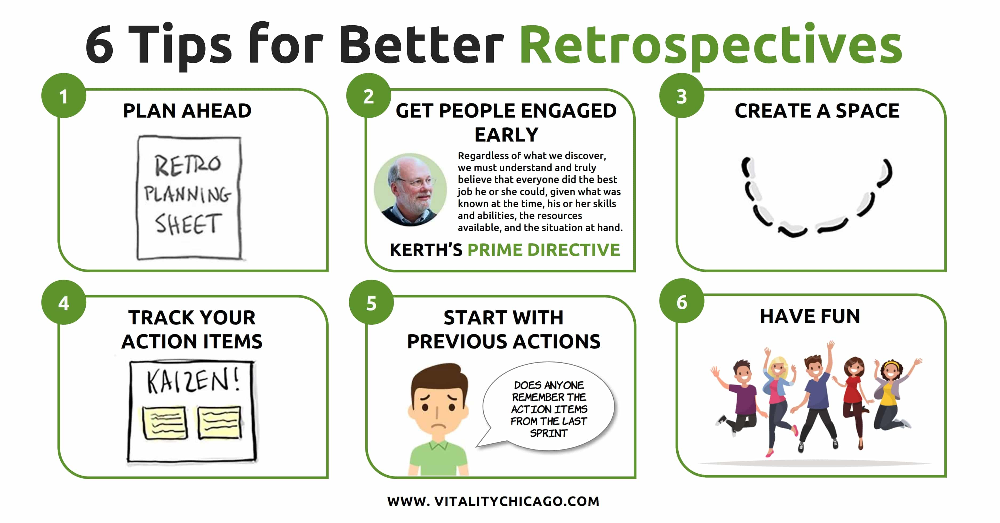 6 Tips for Better Retrospectives
1
PLAN AHEAD
RETRO
PLANNING
SHEET
2
GET PEOPLE ENGAGED
EARLY
Regardless of what we discover,
we must understand and truly
believe that everyone did the best
job he or she could, given what was
known at the time, his or her skills
and abilities, the resources
available, and the situation at hand.
KERTH'S PRIME DIRECTIVE
3
CREATE A SPACE
4
TRACK YOUR
ACTION ITEMS
KAIZEN!
5
START WITH
PREVIOUS ACTIONS
DOES ANYONE
REMEMBER THE
ACTION ITEMS
FROM THE LAST
SPRINT
6
HAVE FUN
WWW. VITALITYCHICAGO.COM